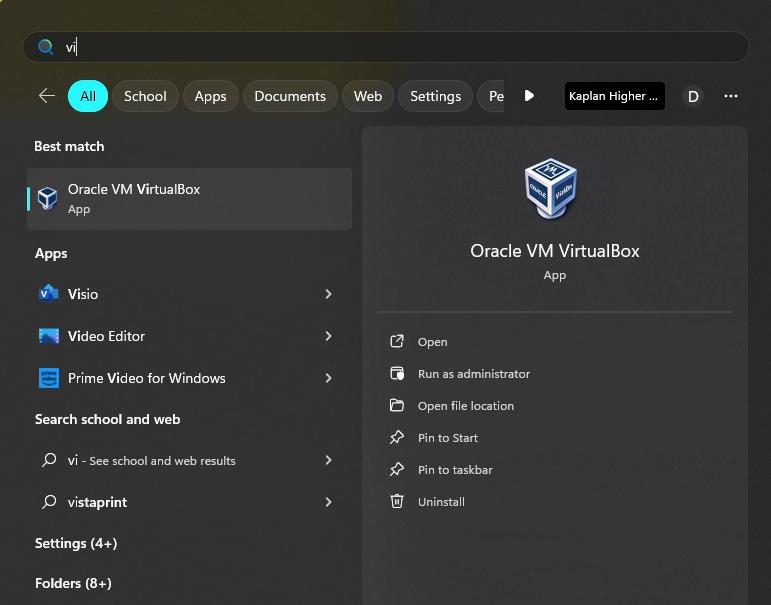 vi
All
School
Apps
Documents
Web
Settings
Pe
Kaplan Higher ...
D
Best match
Oracle VM VirtualBox
App
Apps
Visio
Video Editor
Prime Video for Windows
Search school and web
vi - See school and web results
vistaprint
Settings (4+)
Folders (8+)
Oracle VM VirtualBox
App
Open
Run as administrator
Open file location
Pin to Start
Pin to taskbar
Uninstall